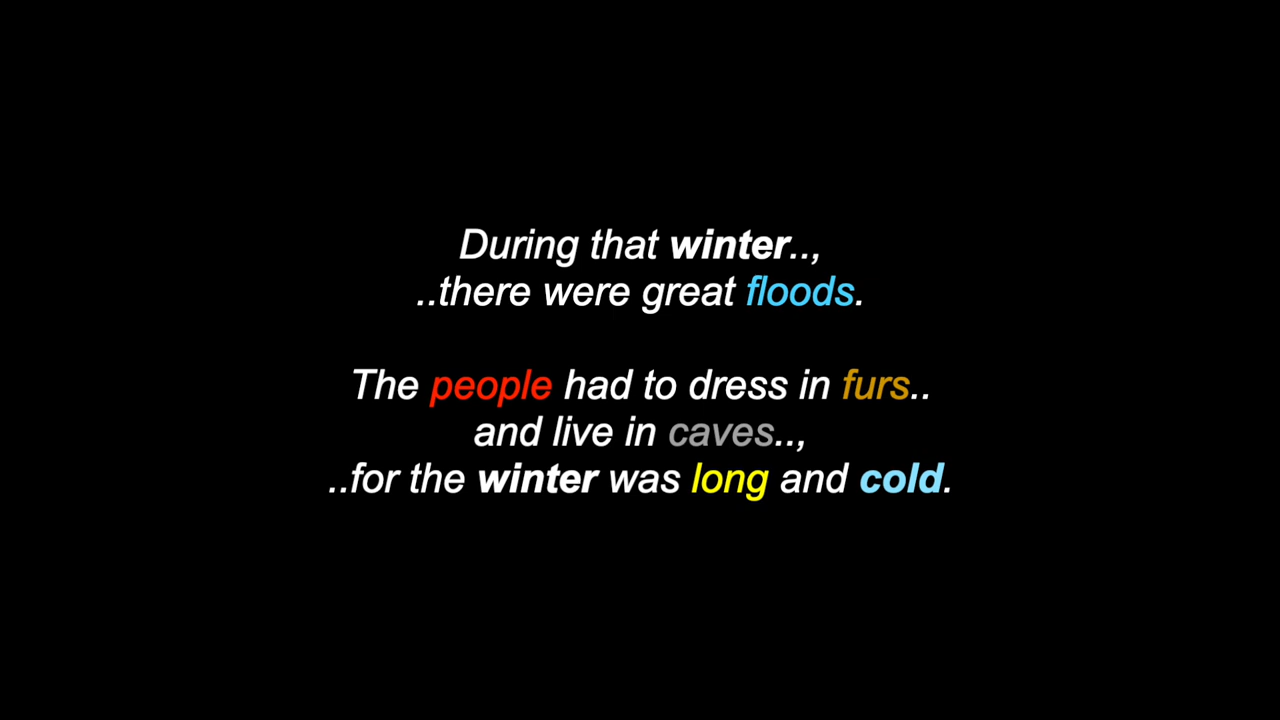 During that winter..,
..there were great floods.
The people had to dress in furs..
and live in caves..,
..for the winter was long and cold.